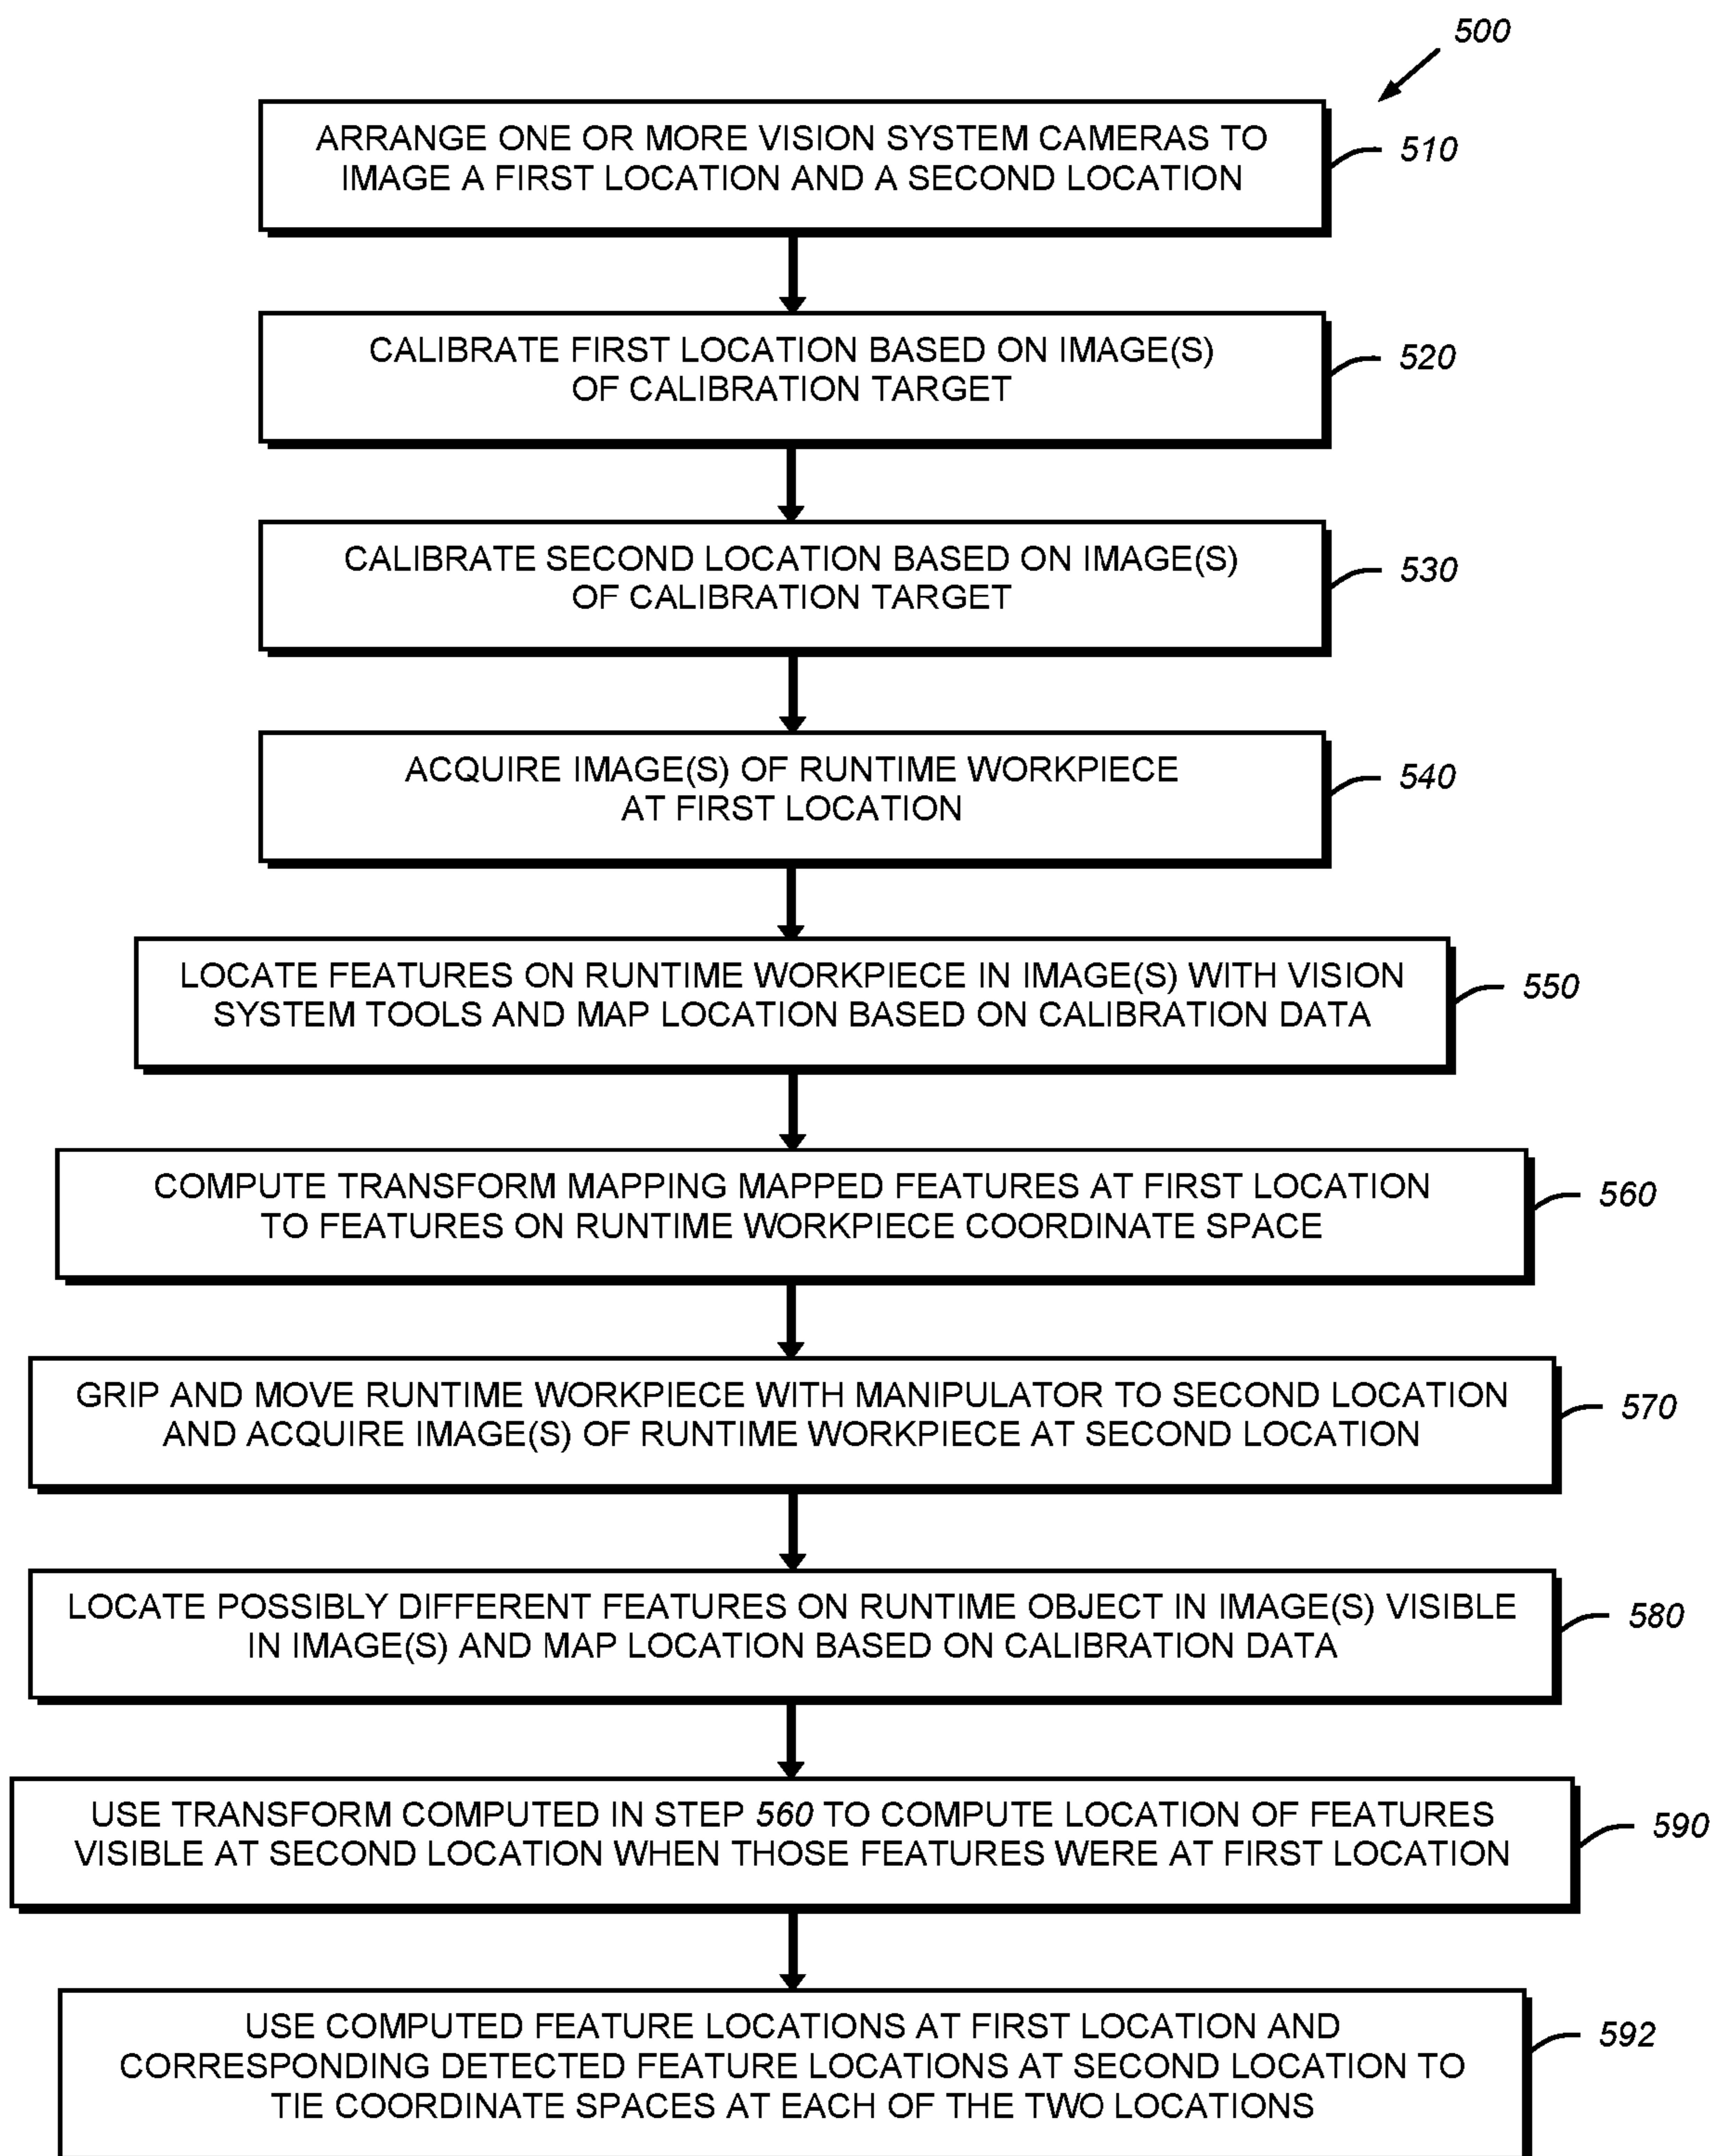 500
ARRANGE ONE OR MORE VISION SYSTEM CAMERAS TO
IMAGE A FIRST LOCATION AND A SECOND LOCATION
510
CALIBRATE FIRST LOCATION BASED ON IMAGE(S)
OF CALIBRATION TARGET
520
CALIBRATE SECOND LOCATION BASED ON IMAGE(S)
OF CALIBRATION TARGET
530
ACQUIRE IMAGE(S) OF RUNTIME WORKPIECE
AT FIRST LOCATION
540
LOCATE FEATURES ON RUNTIME WORKPIECE IN IMAGE(S) WITH VISION
SYSTEM TOOLS AND MAP LOCATION BASED ON CALIBRATION DATA
550
COMPUTE TRANSFORM MAPPING MAPPED FEATURES AT FIRST LOCATION
TO FEATURES ON RUNTIME WORKPIECE COORDINATE SPACE
560
GRIP AND MOVE RUNTIME WORKPIECE WITH MANIPULATOR TO SECOND LOCATION
AND ACQUIRE IMAGE(S) OF RUNTIME WORKPIECE AT SECOND LOCATION
570
LOCATE POSSIBLY DIFFERENT FEATURES ON RUNTIME OBJECT IN IMAGE(S) VISIBLE
IN IMAGE(S) AND MAP LOCATION BASED ON CALIBRATION DATA
580
USE TRANSFORM COMPUTED IN STEP 560 TO COMPUTE LOCATION OF FEATURES
VISIBLE AT SECOND LOCATION WHEN THOSE FEATURES WERE AT FIRST LOCATION
590
USE COMPUTED FEATURE LOCATIONS AT FIRST LOCATION AND
CORRESPONDING DETECTED FEATURE LOCATIONS AT SECOND LOCATION TO
TIE COORDINATE SPACES AT EACH OF THE TWO LOCATIONS
592